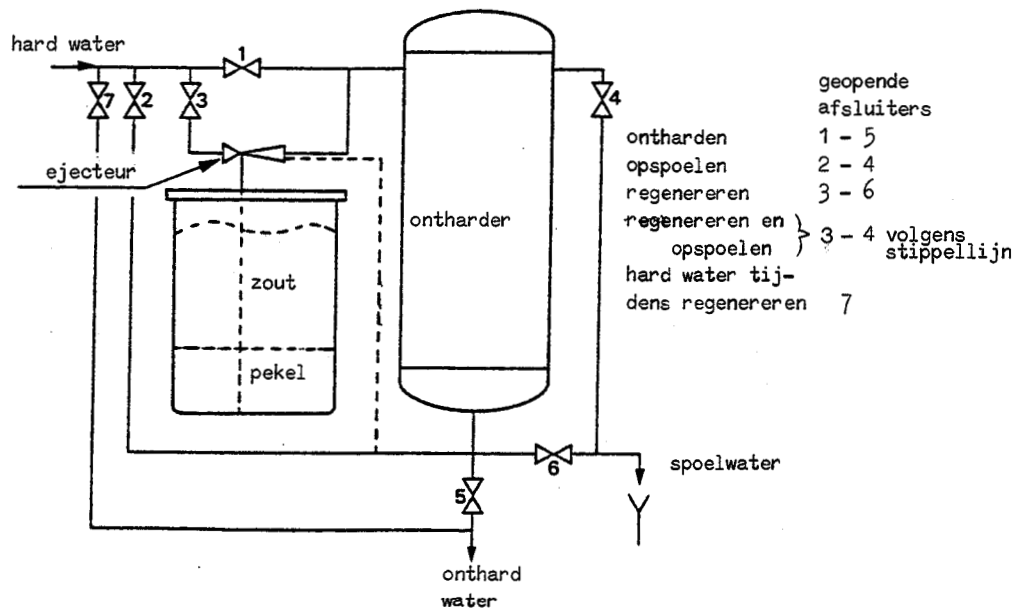 hard water
1
7
2
3
4
ejecteur
ontharder
zout
pekel
geopende
afsluiters
ontharden 1 - 5
opspoelen 2 - 4
regenereren 3 - 6
regenereren en
opspoelen } 3 - 4 volgens
stippellijn
hard water tij-
dens regenereren 7
6
spoelwater
5
onthard
water